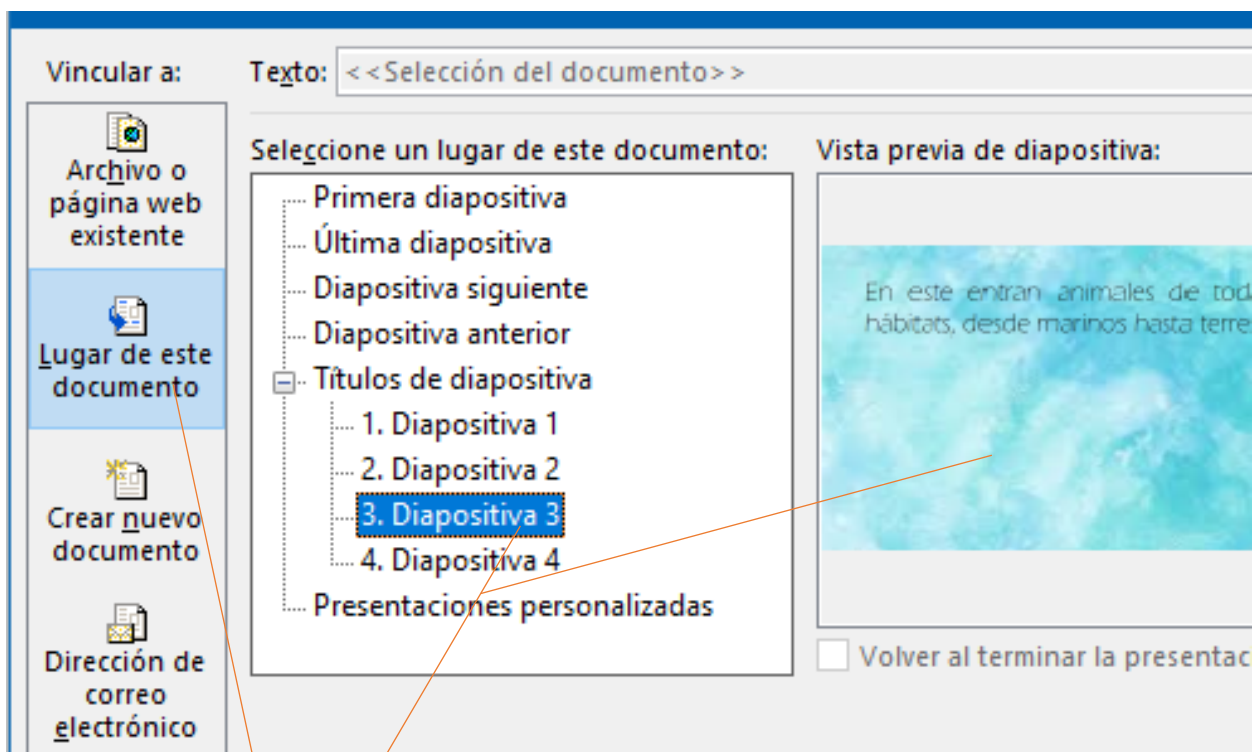 Vincular a:
Texto: <<Selección del documento>>
Archivo o
página web
existente
Lugar de este
documento
Crear nuevo
documento
Dirección de
correo
electrónico
Seleccione un lugar de este documento:
Primera diapositiva
Última diapositiva
Diapositiva siguiente
Diapositiva anterior
Títulos de diapositiva
1. Diapositiva 1
2. Diapositiva 2
3. Diapositiva 3
4. Diapositiva 4
Presentaciones personalizadas
Vista previa de diapositiva:
En este entran animales de tod
hábitats, desde marinos hasta terre
Volver al terminar la presentac